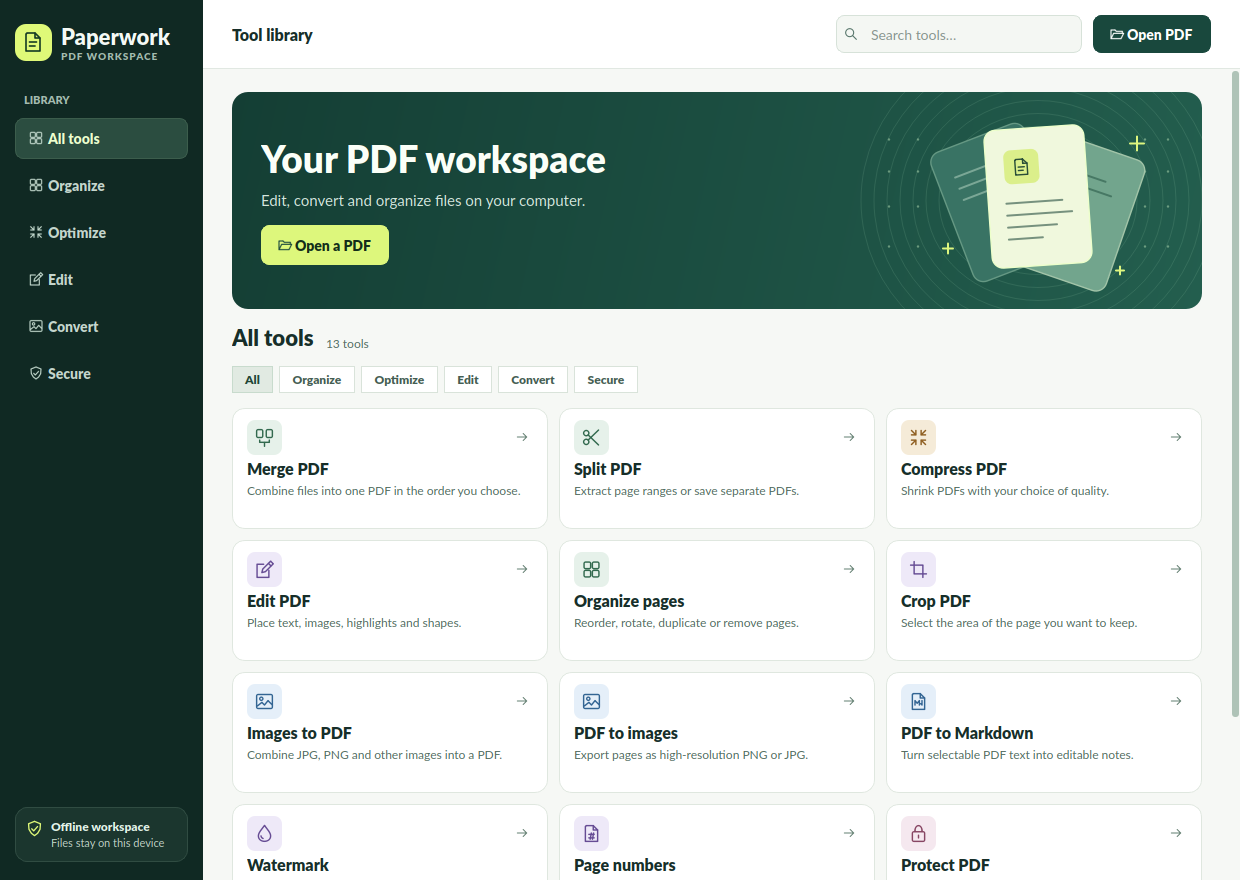 Paperwork
PDF WORKSPACE
LIBRARY
All tools
Organize
Optimize
Edit
Convert
Secure
Offline workspace
Files stay on this device
Tool library
Search tools...
Open PDF
Your PDF workspace
Edit, convert and organize files on your computer.
Open a PDF
All tools 13 tools
All Organize Optimize Edit Convert Secure
Merge PDF
Combine files into one PDF in the order you choose.
Split PDF
Extract page ranges or save separate PDFs.
Compress PDF
Shrink PDFs with your choice of quality.
Edit PDF
Place text, images, highlights and shapes.
Organize pages
Reorder, rotate, duplicate or remove pages.
Crop PDF
Select the area of the page you want to keep.
Images to PDF
Combine JPG, PNG and other images into a PDF.
PDF to images
Export pages as high-resolution PNG or JPG.
PDF to Markdown
Turn selectable PDF text into editable notes.
Watermark
Page numbers
Protect PDF